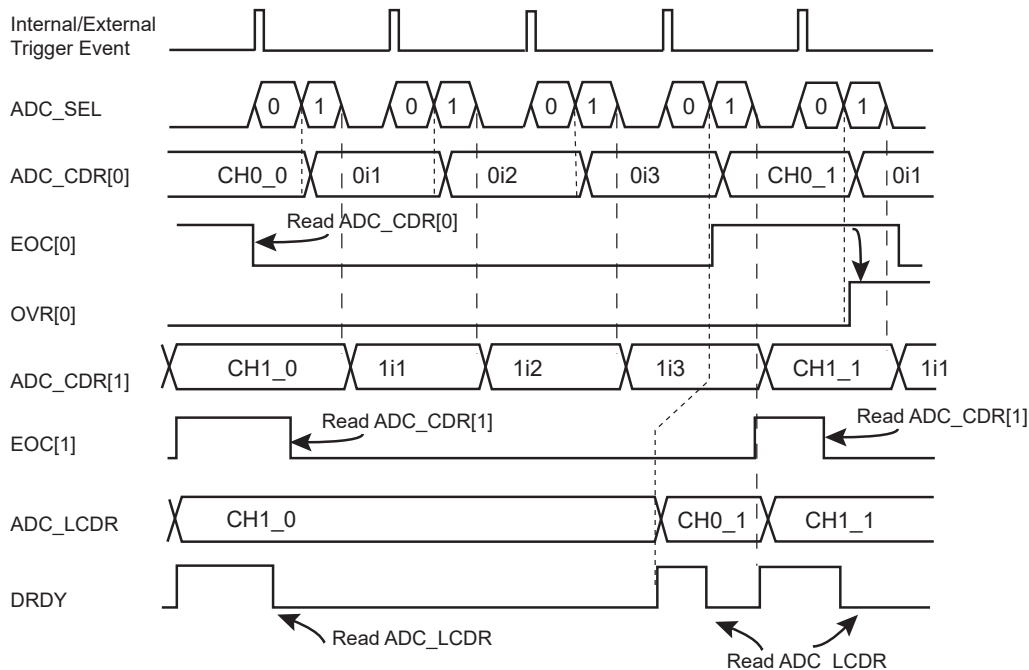 Internal/External
Trigger Event
ADC_SEL
0 1 0 1 0 1 0 1 0 1
ADC_CDR[0]
CH0_0 0i1 0i2 0i3 CH0_1 0i1
Read ADC_CDR[0]
EOC[0]
OVR[0]
ADC_CDR[1]
CH1_0 1i1 1i2 1i3 CH1_1 1i1
Read ADC_CDR[1] Read ADC_CDR[1]
EOC[1]
ADC_LCDR
CH1_0 CH0_1 CH1_1
DRDY
Read ADC_LCDR
Read ADC_LCDR